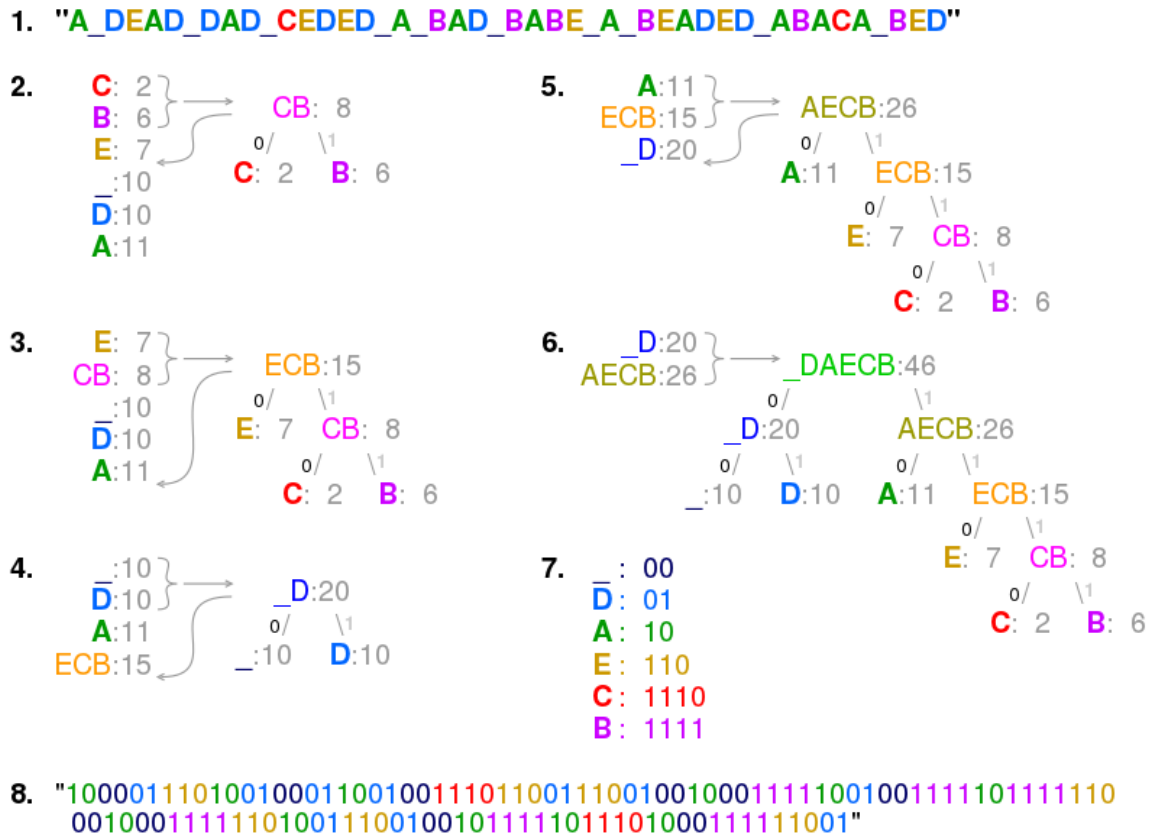 1. "A_DEAD_DAD_CEDED_A_BAD_BABE_A_BEADED_ABACA_BED"
2.
C: 2
B: 6
E: 7
_:10
D:10
A:11
CB: 8
0 1
C: 2 B: 6
3.
E: 7
CB: 8
_:10
D:10
A:11
ECB:15
0 1
E: 7 CB: 8
0 1
C: 2 B: 6
4.
_:10
D:10
A:11
ECB:15
_D:20
0 1
_:10 D:10
5.
A:11
ECB:15
_D:20
AECB:26
0 1
A:11 ECB:15
0 1
E: 7 CB: 8
0 1
C: 2 B: 6
6.
_D:20
AECB:26
_DAECB:46
0 1
_D:20 AECB:26
0 1 0 1
_:10 D:10 A:11 ECB:15
0 1
E: 7 CB: 8
0 1
C: 2 B: 6
7.
_ : 00
D : 01
A : 10
E : 110
C : 1110
B : 1111
8. "100001110100100011001001110110011100100100011111001001111101111110
0010001111110100111001001011111011101000111111001"